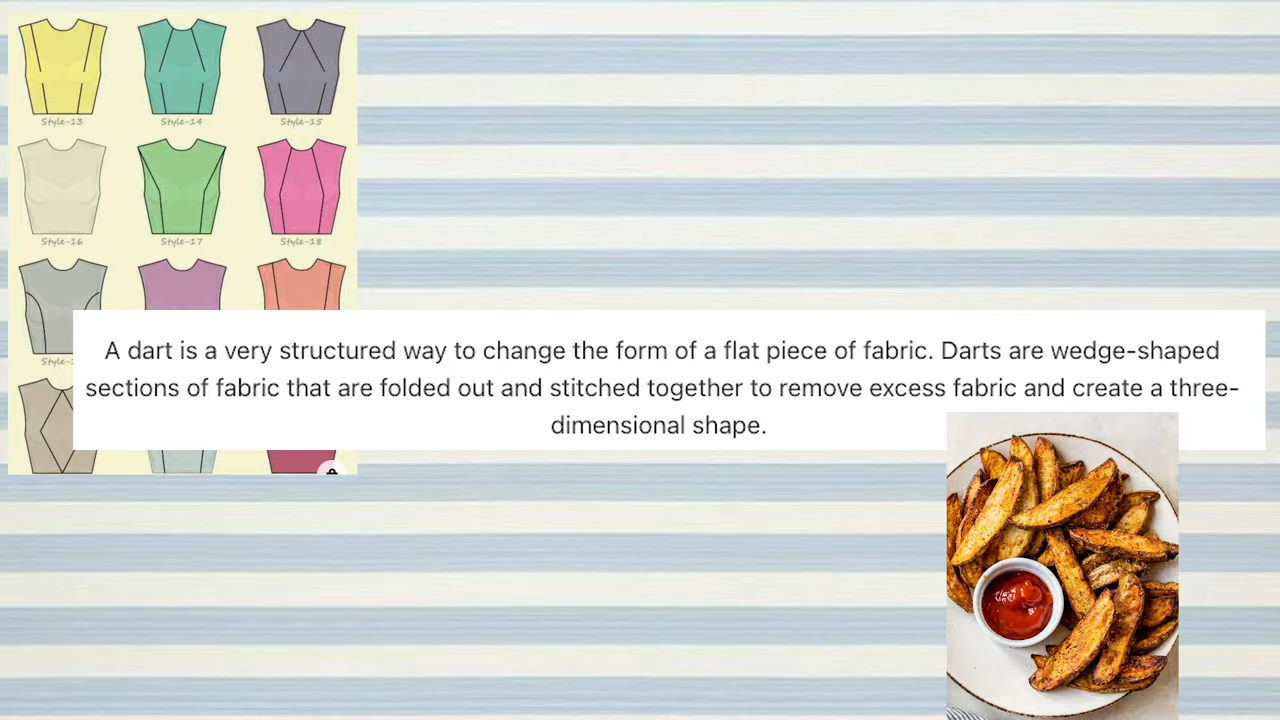 Style-13 Style-14 Style-15
Style-16 Style-17 Style-18
A dart is a very structured way to change the form of a flat piece of fabric. Darts are wedge-shaped
sections of fabric that are folded out and stitched together to remove excess fabric and create a three-
dimensional shape.